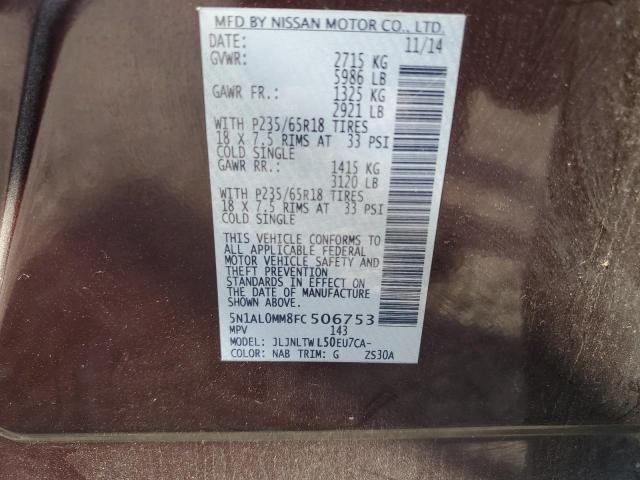 MFD BY NISSAN MOTOR CO., LTD.
DATE: 11/14
GVWR: 2715 KG
5986 LB
GAWR FR.: 1325 KG
2921 LB
WITH P235/65R18 TIRES
18 X 7.5 RIMS AT 33 PSI
COLD SINGLE
GAWR RR.: 1415 KG
3120 LB
WITH P235/65R18 TIRES
18 X 7.5 RIMS AT 33 PSI
COLD SINGLE
THIS VEHICLE CONFORMS TO
ALL APPLICABLE FEDERAL
MOTOR VEHICLE SAFETY AND
THEFT PREVENTION
STANDARDS IN EFFECT ON
THE DATE OF MANUFACTURE
SHOWN ABOVE.
5N1AL0MM8FC506753
MPV 143
MODEL: JLJNLTWL50EU7CA-
COLOR: NAB TRIM: G ZS30A